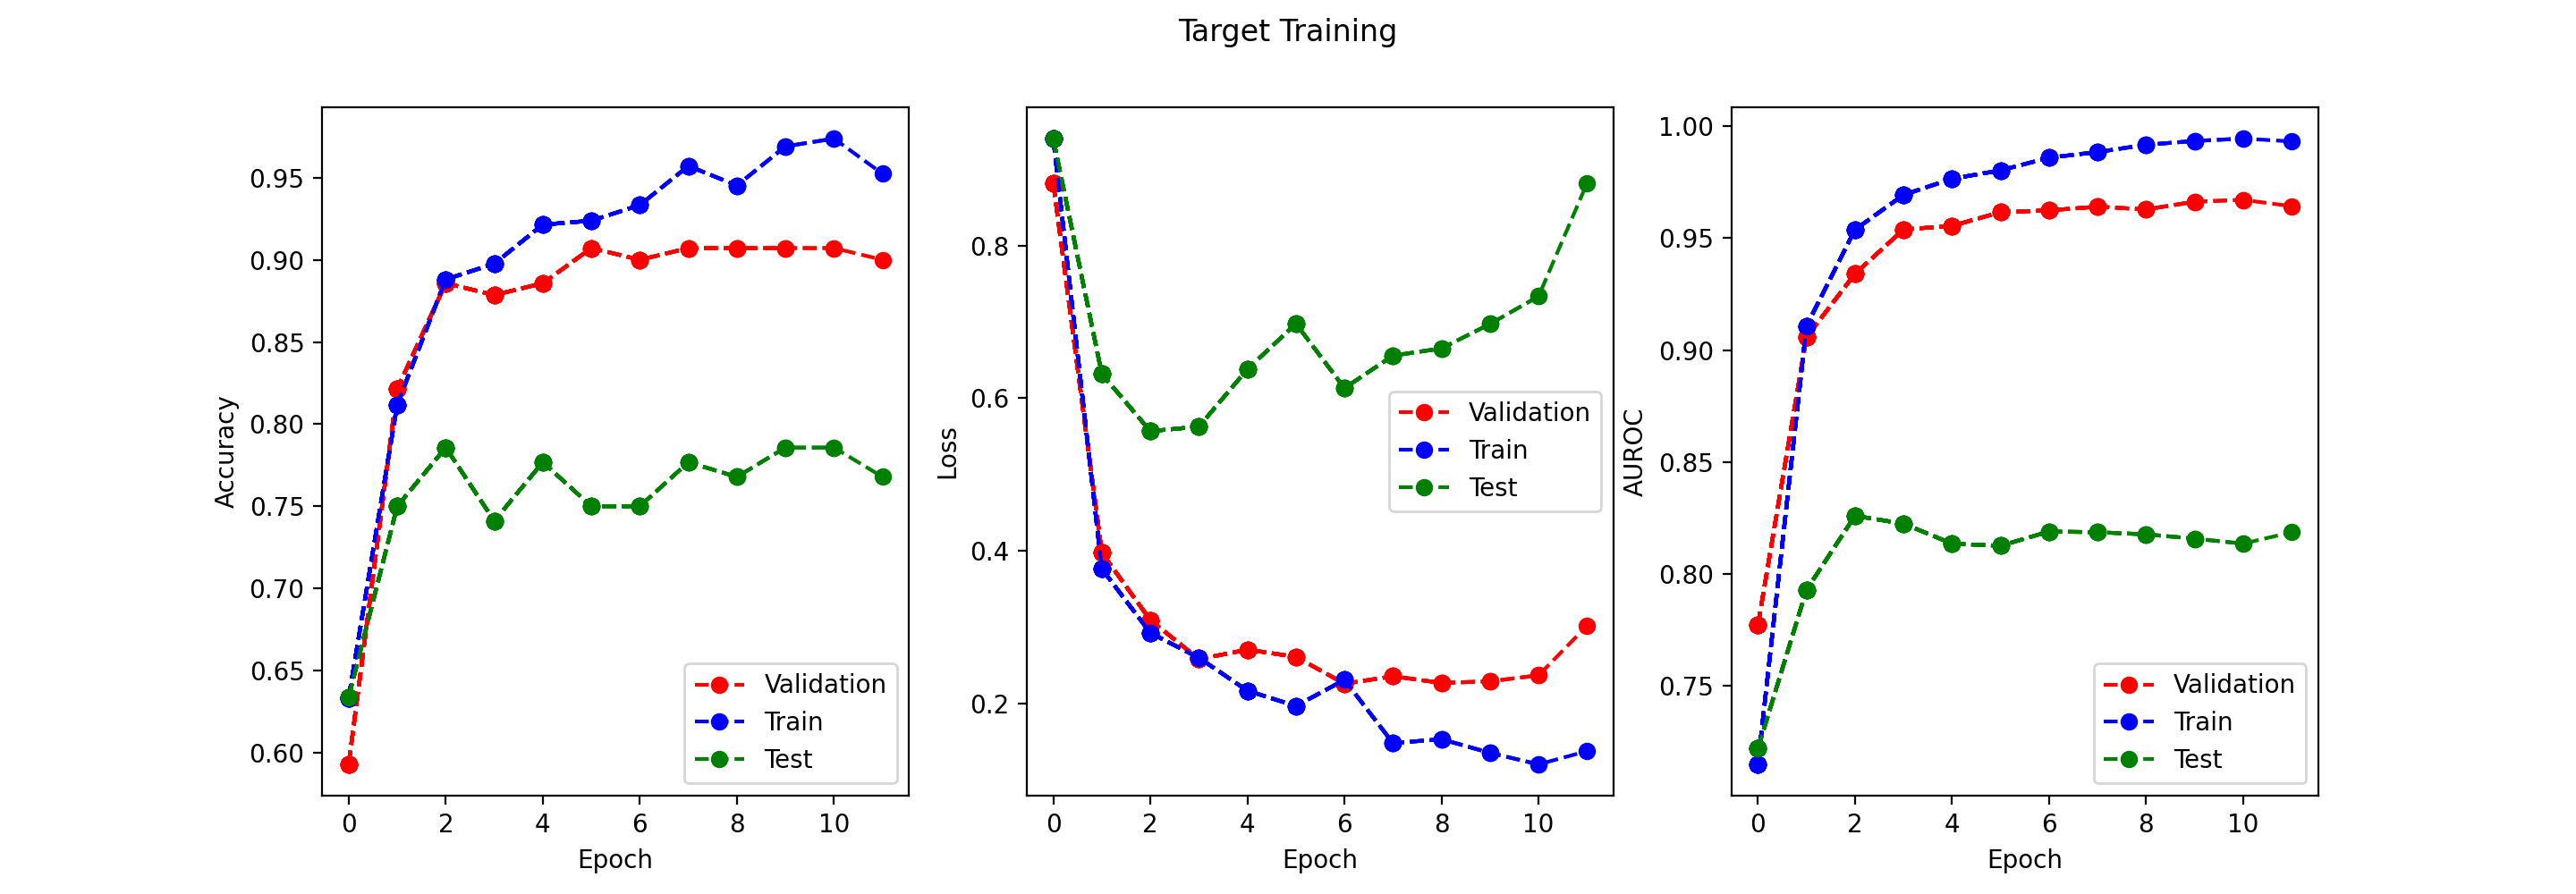 Target Training
Accuracy
0.95
0.90
0.85
0.80
0.75
0.70
0.65
0.60
0 2 4 6 8 10
Epoch
Validation
Train
Test
Loss
0.8
0.6
0.4
0.2
0 2 4 6 8 10
Epoch
Validation
Train
Test
AUROC
1.00
0.95
0.90
0.85
0.80
0.75
0 2 4 6 8 10
Epoch
Validation
Train
Test